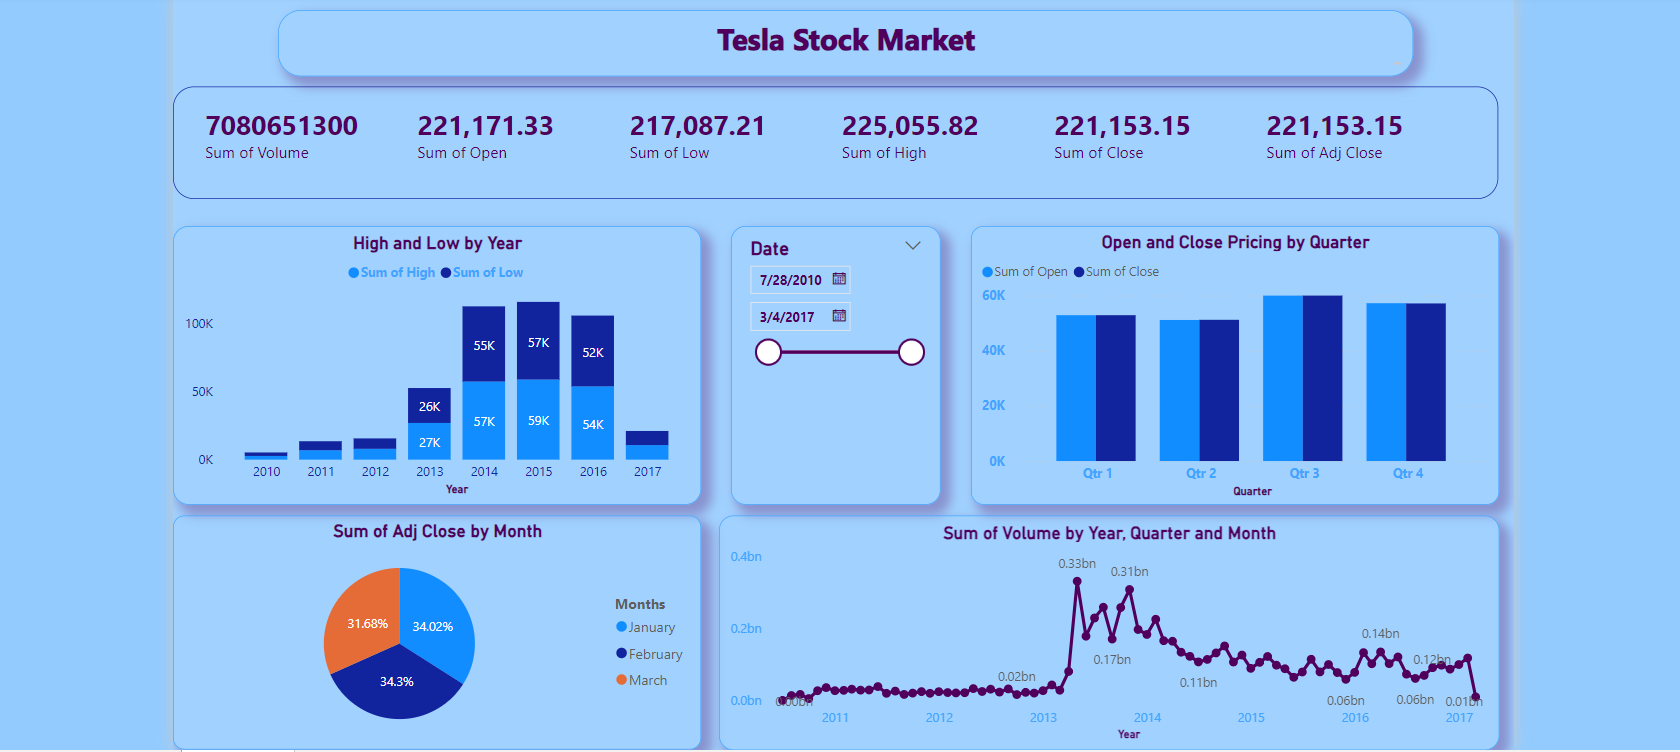 Tesla Stock Market
7080651300 221,171.33 217,087.21 225,055.82 221,153.15 221,153.15
Sum of Volume Sum of Open Sum of Low Sum of High Sum of Close Sum of Adj Close
High and Low by Year
Sum of High Sum of Low
100K
50K
0K
55K 57K 52K
26K
57K 59K 54K
27K
2010 2011 2012 2013 2014 2015 2016 2017
Year
Date
7/28/2010
3/4/2017
Open and Close Pricing by Quarter
Sum of Open Sum of Close
60K
40K
20K
0K
Qtr 1 Qtr 2 Qtr 3 Qtr 4
Quarter
Sum of Adj Close by Month
31.68% 34.02%
34.3%
Months
January
February
March
Sum of Volume by Year, Quarter and Month
0.4bn
0.2bn
0.0bn
0.33bn
0.31bn
0.14bn
0.17bn
0.12bn
0.02bn
0.11bn
0.00bn
0.06bn 0.06bn 0.01bn
2011 2012 2013 2014 2015 2016 2017
Year